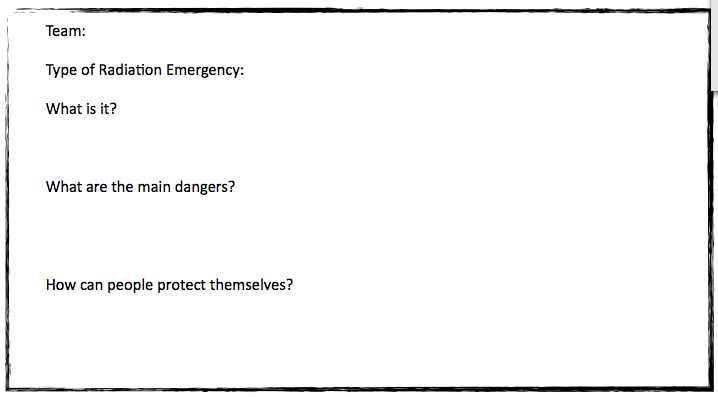 Team:
Type of Radiation Emergency:
What is it?
What are the main dangers?
How can people protect themselves?